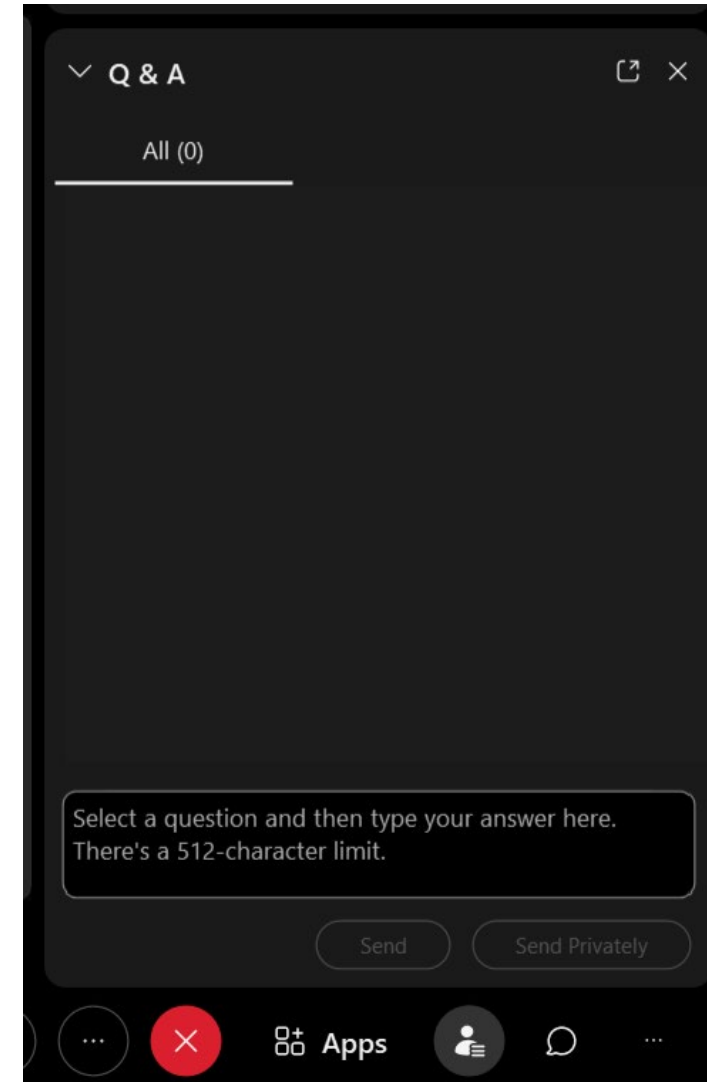 Q & A
All (0)
Select a question and then type your answer here.
There's a 512-character limit.
Send
Send Privately
Apps